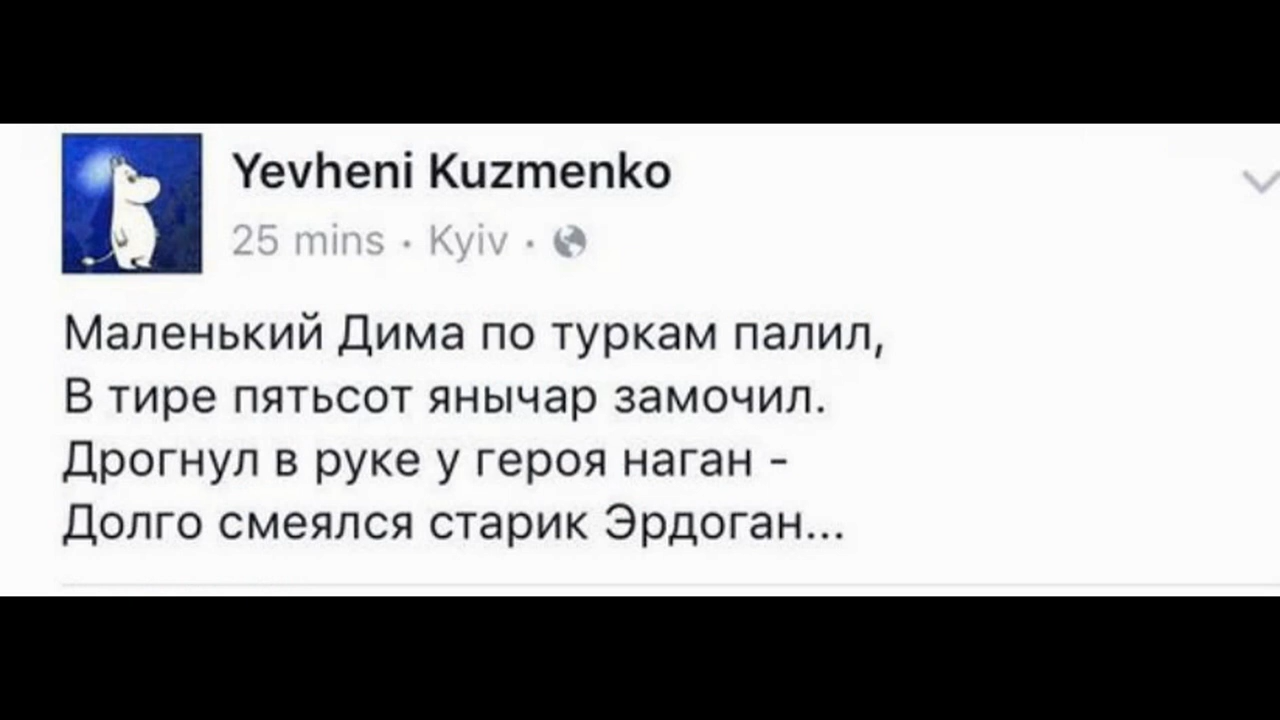 Yevheni Kuzmenko
25 mins · Kyiv ·
Маленький Дима по туркам палил,
В тире пятьсот янычар замочил.
Дрогнул в руке у героя наган -
Долго смеялся старик Эрдоган...